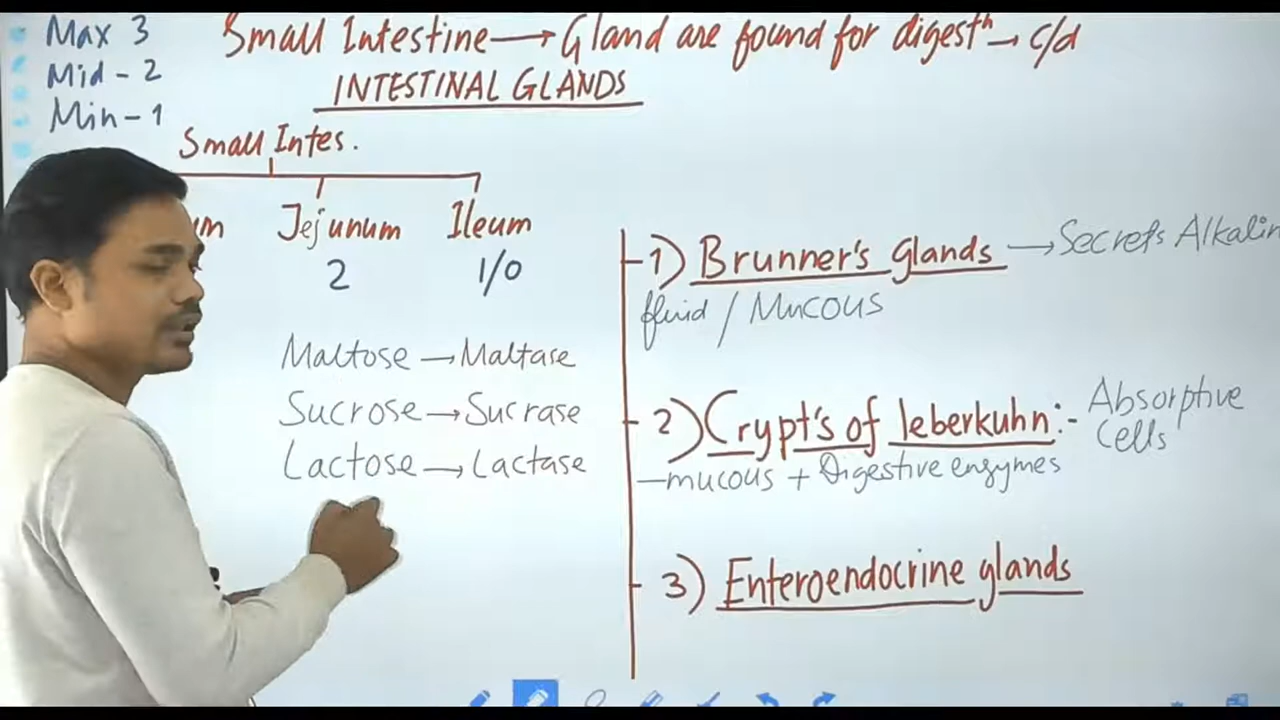 Max 3
Mid - 2
Min - 1
Small Intestine → Gland are found for digestⁿ → c/d
INTESTINAL GLANDS
Small Intes.
um Jejunum Ileum
2 1/0
Maltose → Maltase
Sucrose → Sucrase
Lactose → Lactase
1) Brunner's Glands → Secrets Alkalin
fluid / Mucous
2) Crypt's of leberkuhn :- Absorptive
Cells
— mucous + Digestive enzymes
3) Enteroendocrine glands